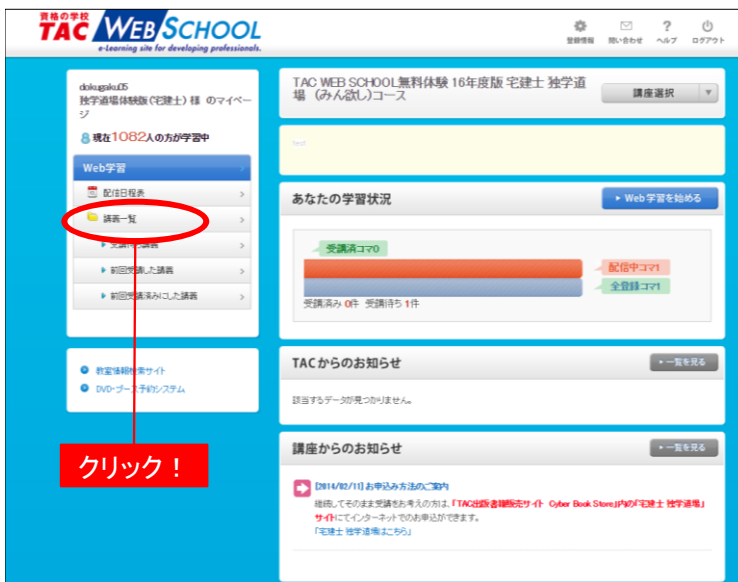 資格の学校
TAC WEB SCHOOL
e-learning site for developing professionals.
登録情報
問い合わせ
ヘルプ
ログアウト
dokugaku05
独学道場体験版(宅建士) 様 のマイペー
ジ
現在1082人の方が学習中
Web学習
配信日程表
講義一覧
前回受講した講義
前回受講済みにした講義
教室情報検索サイト
DVD・ブース予約システム
クリック！
TAC WEB SCHOOL無料体験 16年度版 宅建士 独学道
場 (みん欲し)コース
講座選択
test
あなたの学習状況
Web学習を始める
受講済コマ0
配信中コマ1
全登録コマ1
受講済み 0件 受講待ち 1件
TACからのお知らせ
一覧を見る
該当するデータが見つかりません。
講座からのお知らせ
一覧を見る
[2014/02/11] お申込み方法のご案内
継続してそのまま受講をお考えの方は、「TAC出版書籍販売サイト Cyber Book Store」内の「宅建士 独学道場」
サイトにてインターネットでのお申込ができます。
「宅建士 独学道場はこちら」